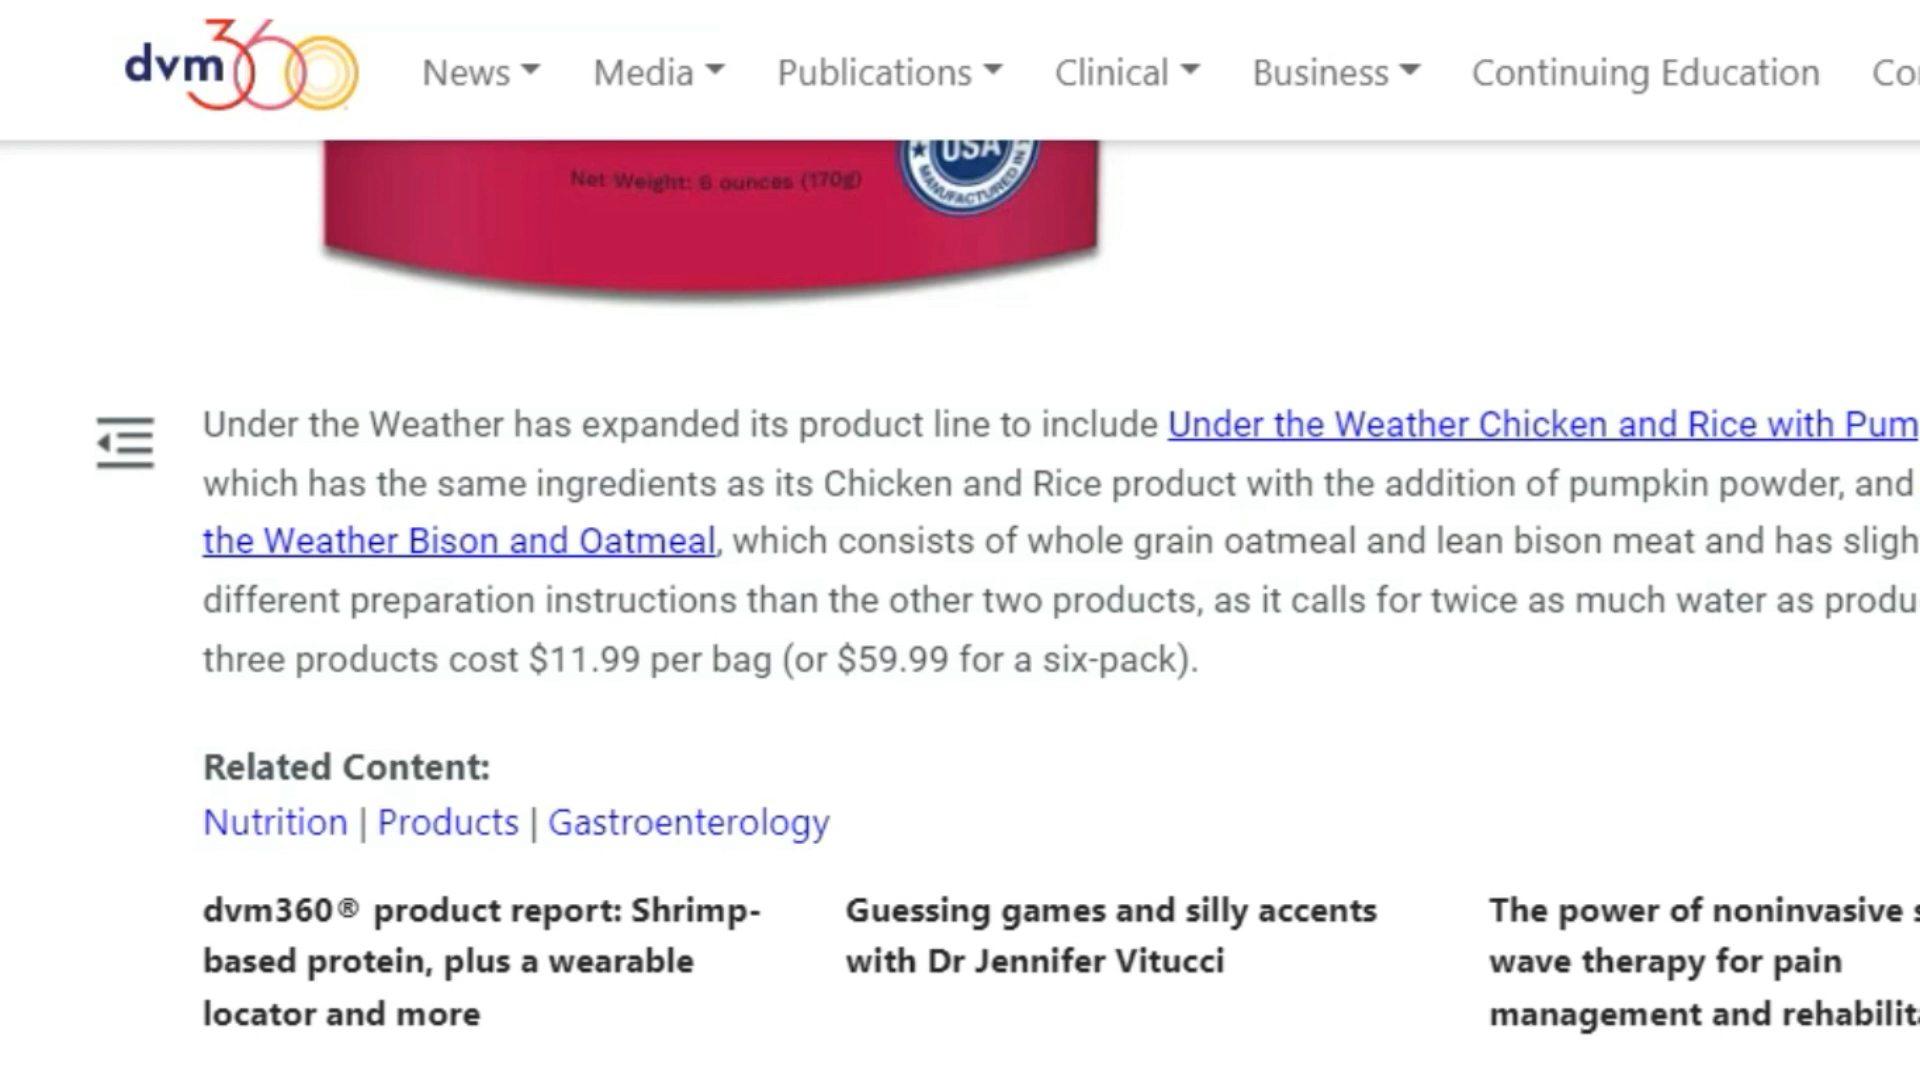 dvm360
News Media Publications Clinical Business Continuing Education
USA
MANUFACTURED IN
Net Weight: 6 ounces (170g)
Under the Weather has expanded its product line to include Under the Weather Chicken and Rice with
which has the same ingredients as its Chicken and Rice product with the addition of pumpkin powder, and
the Weather Bison and Oatmeal, which consists of whole grain oatmeal and lean bison meat and has
different preparation instructions than the other two products, as it calls for twice as much water as
three products cost $11.99 per bag (or $59.99 for a six-pack).
Related Content:
Nutrition | Products | Gastroenterology
dvm360® product report: Shrimp-
based protein, plus a wearable
locator and more
Guessing games and silly accents
with Dr Jennifer Vitucci
The power of noninvasive
wave therapy for pain
management and